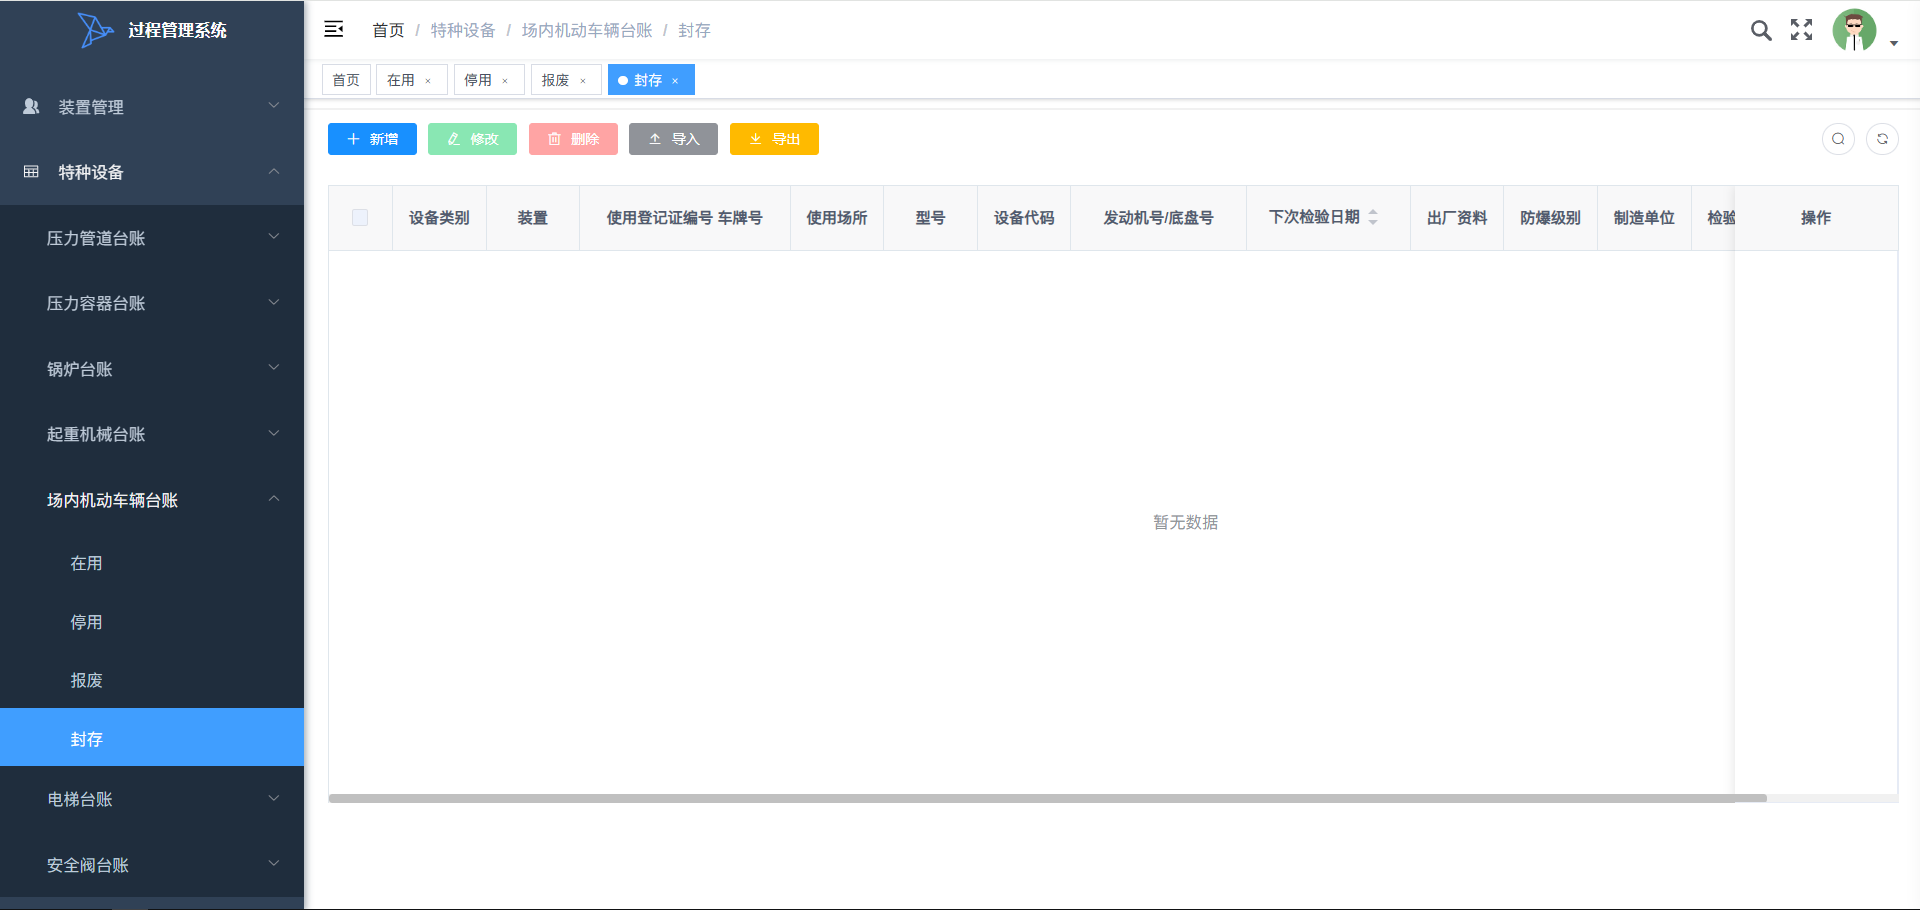 过程管理系统
首页 / 特种设备 / 场内机动车辆台账 / 封存
首页 在用 × 停用 × 报废 × 封存 ×
装置管理
特种设备
压力管道台账
压力容器台账
锅炉台账
起重机械台账
场内机动车辆台账
在用
停用
报废
封存
电梯台账
安全阀台账
新增 修改 删除 导入 导出
设备类别 装置 使用登记证编号 车牌号 使用场所 型号 设备代码 发动机号/底盘号 下次检验日期 出厂资料 防爆级别 制造单位 检验 操作
暂无数据